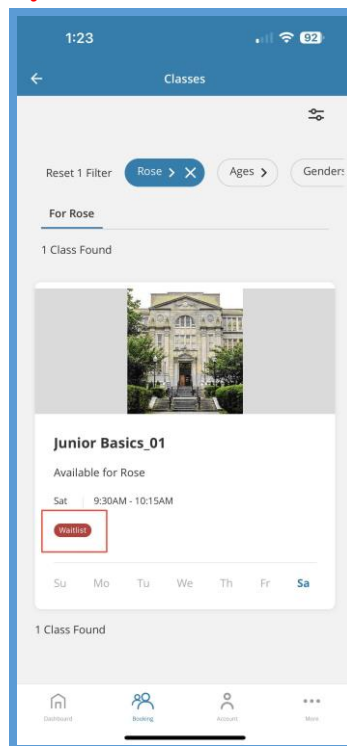 1:23 92
Classes
Reset 1 Filter Rose Ages Genders
For Rose
1 Class Found
Junior Basics_01
Available for Rose
Sat 9:30AM - 10:15AM
Waitlist
Su Mo Tu We Th Fr Sa
1 Class Found
Dashboard Booking Account More